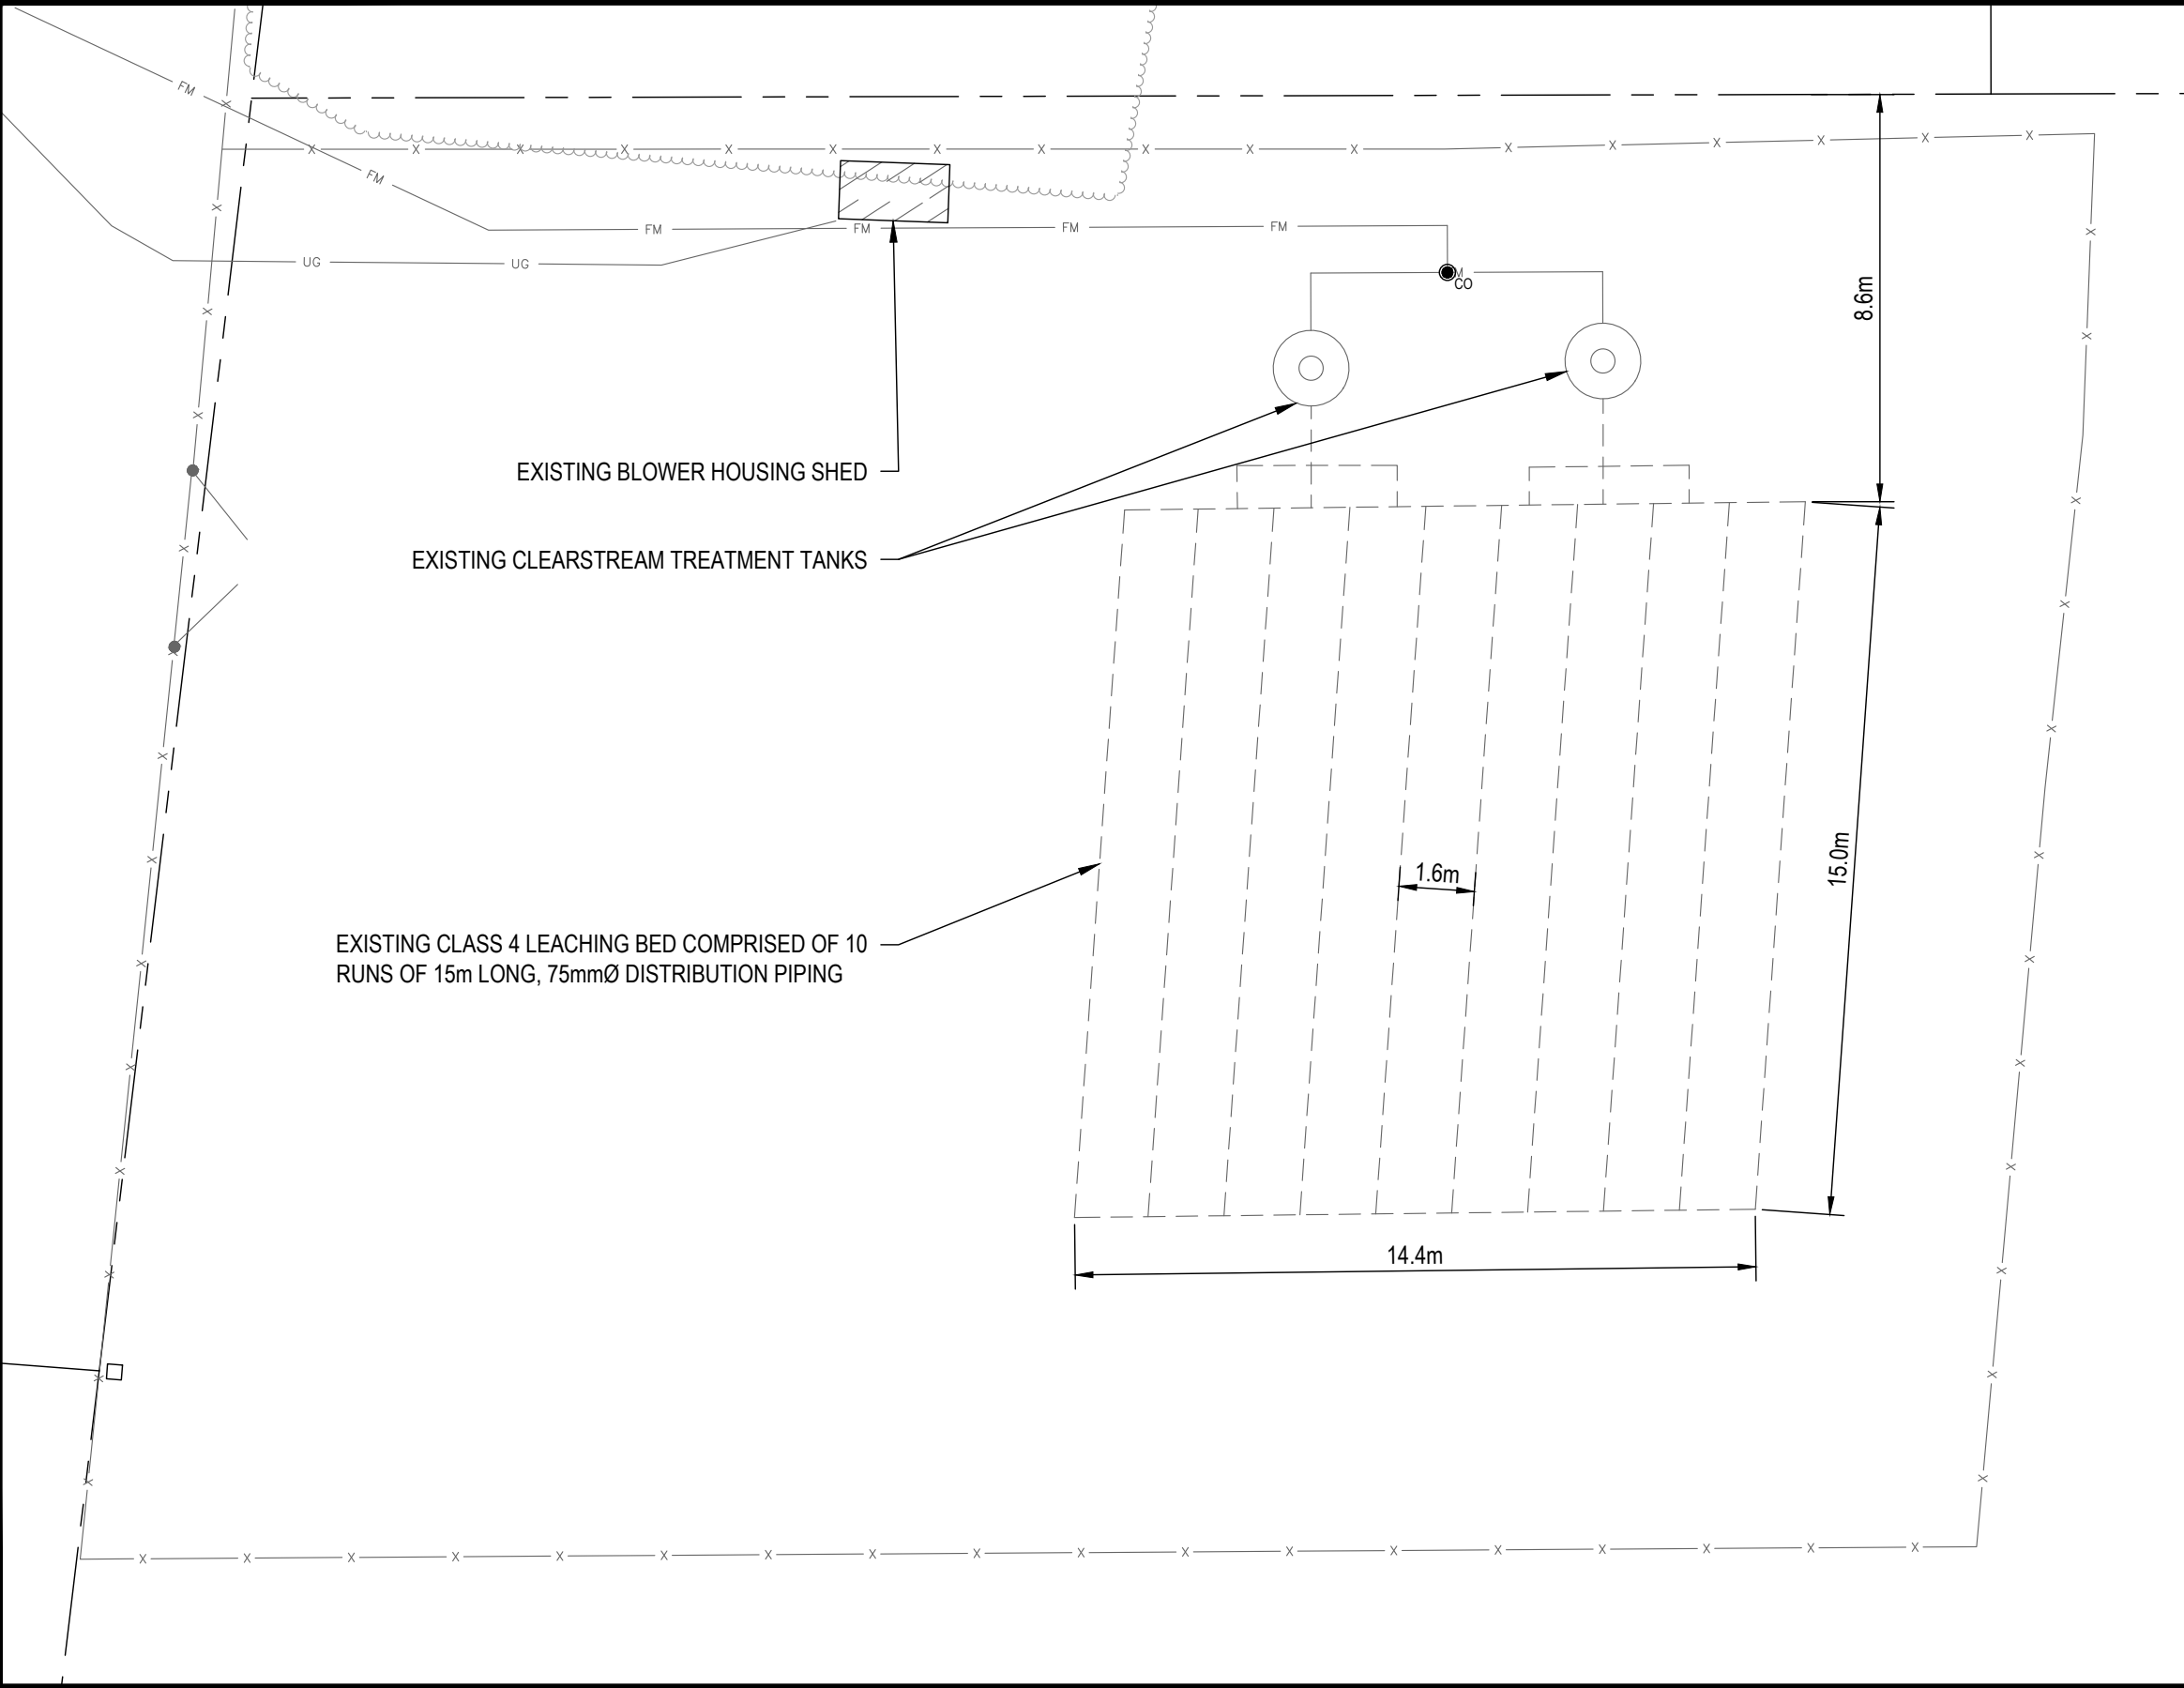 FM
FM
FM
FM
FM
FM
UG
UG
M
CO
8.6m
EXISTING BLOWER HOUSING SHED
EXISTING CLEARSTREAM TREATMENT TANKS
15.0m
1.6m
EXISTING CLASS 4 LEACHING BED COMPRISED OF 10
RUNS OF 15m LONG, 75mmØ DISTRIBUTION PIPING
14.4m